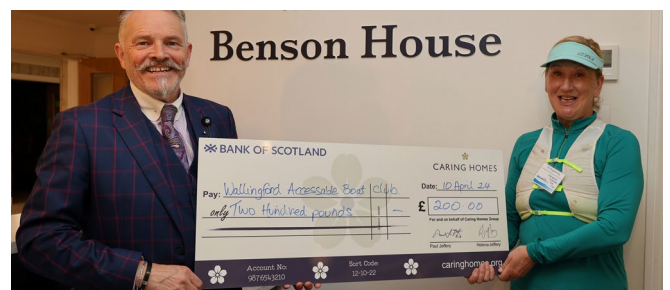 Benson House
BANK OF SCOTLAND
CARING HOMES
Pay: Wallingford Accessable Boat club
Date: 10 April 24
only Two Hundred pounds -
£ 200.00
For and on behalf of Caring Homes Group
Paul Jeffery Helena Jeffery
Account No: 9876543210
Sort Code: 12-10-22
caringhomes.org